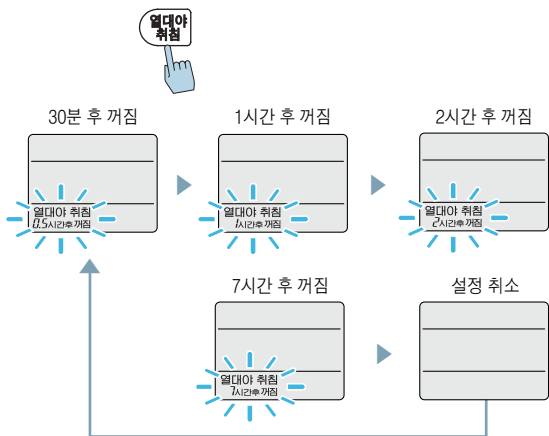 열대야
취침
30분 후 꺼짐
1시간 후 꺼짐
2시간 후 꺼짐
열대야 취침
0.5시간후꺼짐
열대야 취침
1시간후꺼짐
열대야 취침
2시간후꺼짐
7시간 후 꺼짐
설정 취소
열대야 취침
7시간후꺼짐